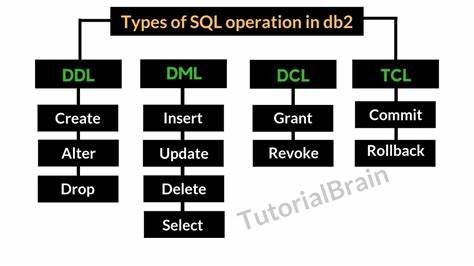 Types of SQL operation in db2
DDL
DML
DCL
TCL
Create
Alter
Drop
Insert
Update
Delete
Select
Grant
Revoke
Commit
Rollback
TutorialBrain